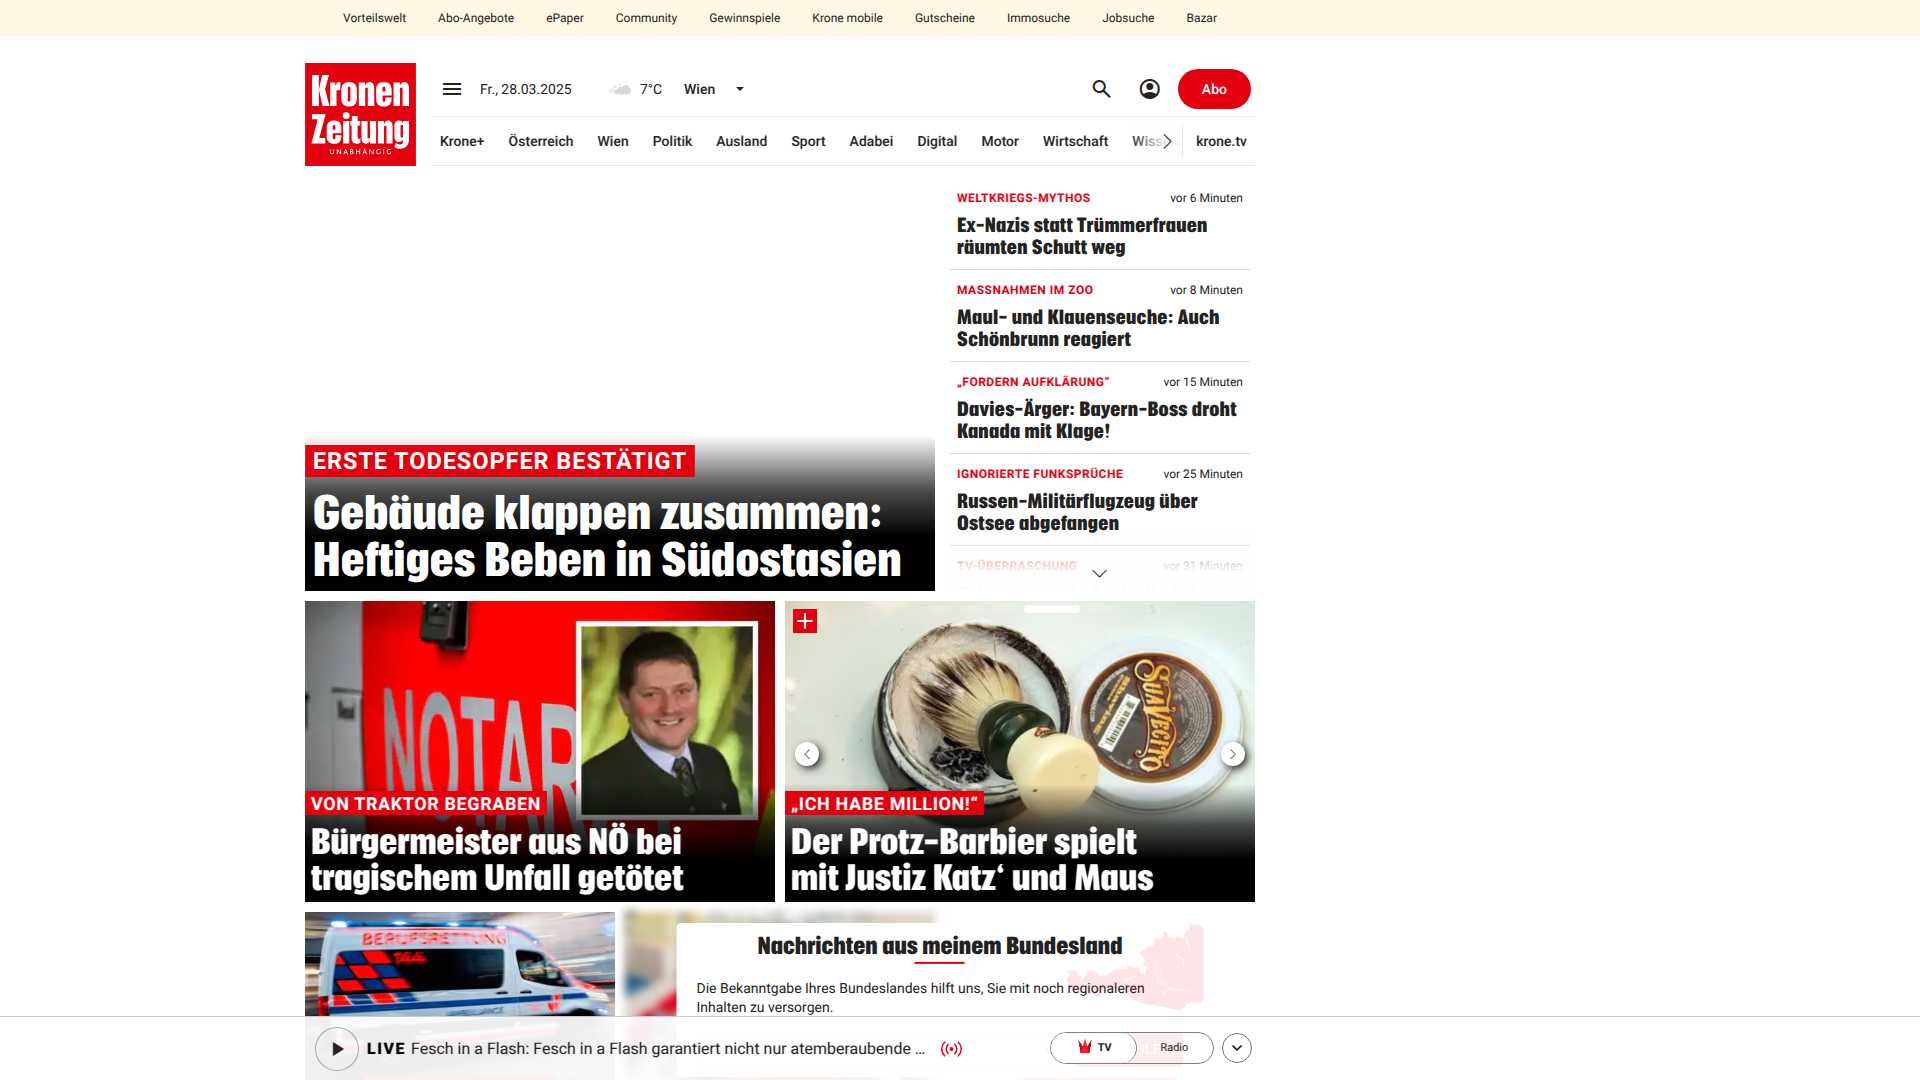 Vorteilswelt Abo-Angebote ePaper Community Gewinnspiele Krone mobile Gutscheine Immosuche Jobsuche Bazar
Kronen
Zeitung
UNABHÄNGIG
Fr., 28.03.2025 7°C Wien
Abo
Krone+ Österreich Wien Politik Ausland Sport Adabei Digital Motor Wirtschaft Wiss krone.tv
ERSTE TODESOPFER BESTÄTIGT
Gebäude klappen zusammen:
Heftiges Beben in Südostasien
WELTKRIEGS-MYTHOS vor 6 Minuten
Ex-Nazis statt Trümmerfrauen
räumten Schutt weg
MASSNAHMEN IM ZOO vor 8 Minuten
Maul- und Klauenseuche: Auch
Schönbrunn reagiert
„FORDERN AUFKLÄRUNG“ vor 15 Minuten
Davies-Ärger: Bayern-Boss droht
Kanada mit Klage!
IGNORIERTE FUNKSPRÜCHE vor 25 Minuten
Russen-Militärflugzeug über
Ostsee abgefangen
TV-ÜBERRASCHUNG vor 31 Minuten
NOTAR
VON TRAKTOR BEGRABEN
Bürgermeister aus NÖ bei
tragischem Unfall getötet
SUAVECITO
„ICH HABE MILLION!“
Der Protz-Barbier spielt
mit Justiz Katz‘ und Maus
BERUFSRETTUNG
Nachrichten aus meinem Bundesland
Die Bekanntgabe Ihres Bundeslandes hilft uns, Sie mit noch regionaleren
Inhalten zu versorgen.
LIVE Fesch in a Flash: Fesch in a Flash garantiert nicht nur atemberaubende ...
TV Radio